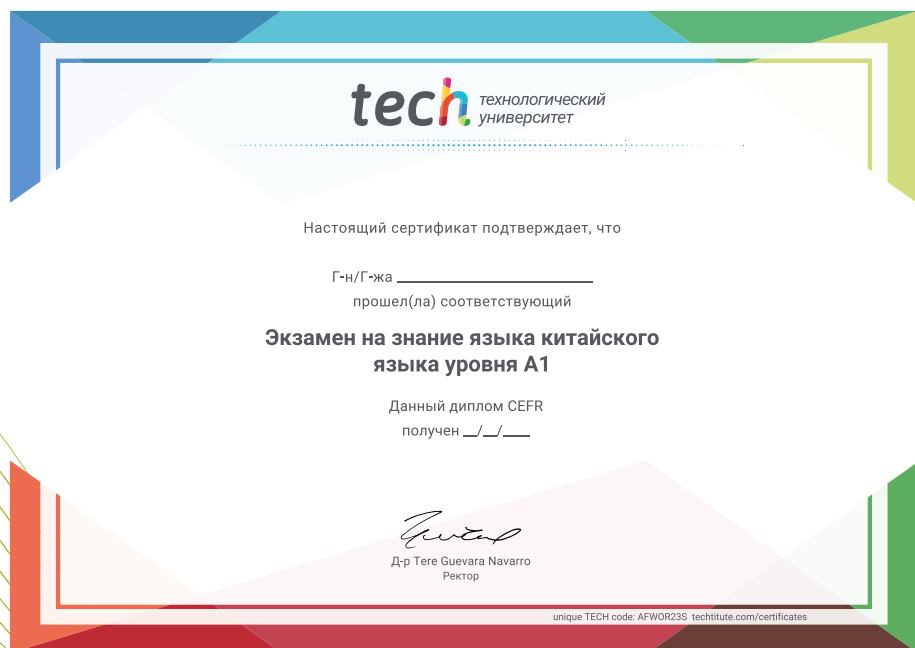 tech технологический
университет
Настоящий сертификат подтверждает, что
Г-н/Г-жа ____________________
прошел(ла) соответствующий
Экзамен на знание языка китайского
языка уровня А1
Данный диплом CEFR
получен __/__/____
Д-р Tere Guevara Navarro
Ректор
unique TECH code: AFWOR23S techtitute.com/certificates